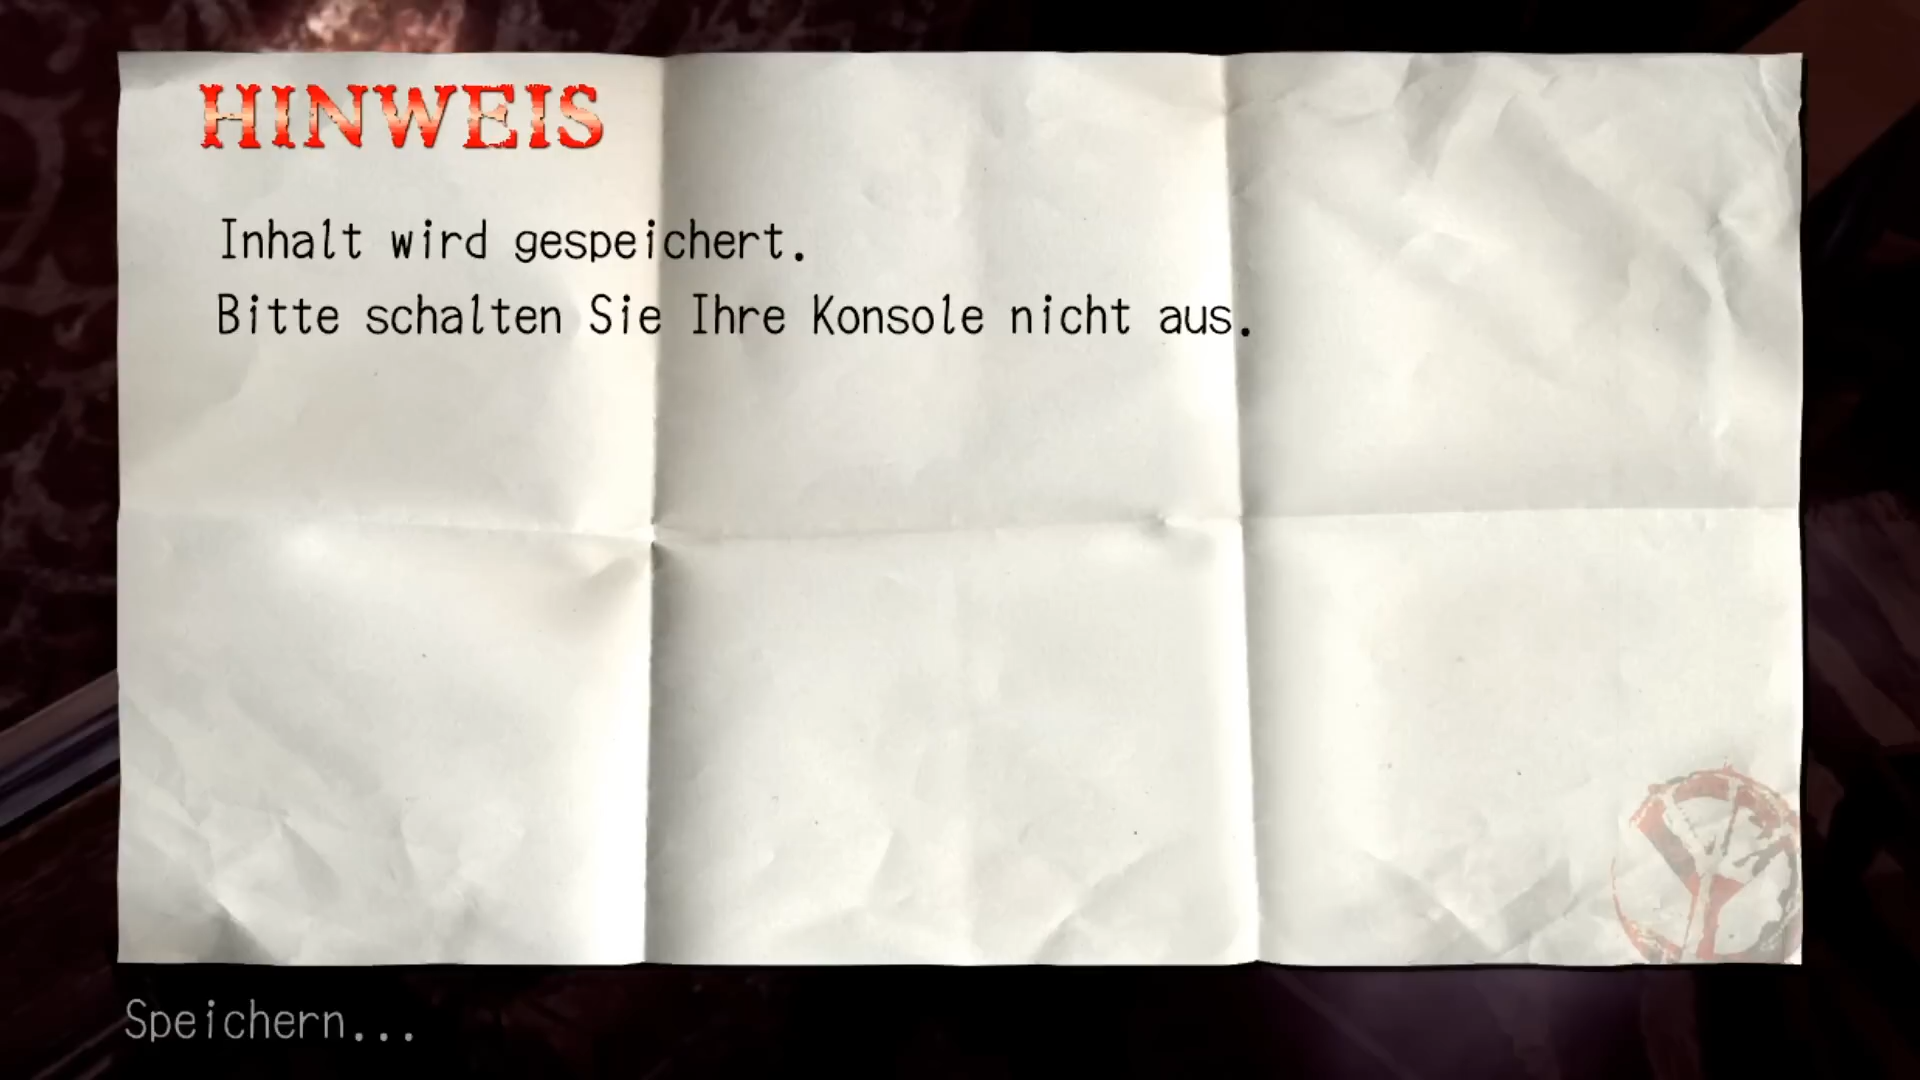 HINWEIS
Inhalt wird gespeichert.
Bitte schalten Sie Ihre Konsole nicht aus.
Speichern...